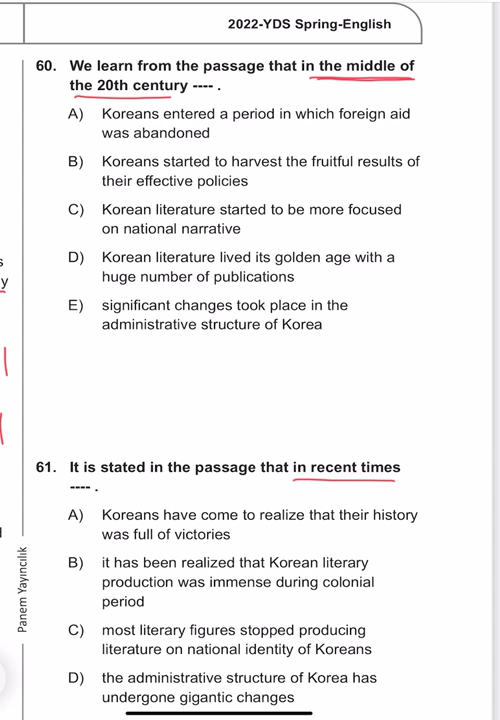 2022-YDS Spring-English
60. We learn from the passage that in the middle of
the 20th century ---- .
A) Koreans entered a period in which foreign aid
was abandoned
B) Koreans started to harvest the fruitful results of
their effective policies
C) Korean literature started to be more focused
on national narrative
D) Korean literature lived its golden age with a
huge number of publications
E) significant changes took place in the
administrative structure of Korea
61. It is stated in the passage that in recent times
---- .
A) Koreans have come to realize that their history
was full of victories
B) it has been realized that Korean literary
production was immense during colonial
period
C) most literary figures stopped producing
literature on national identity of Koreans
D) the administrative structure of Korea has
undergone gigantic changes
Panem Yayıncılık
s
y